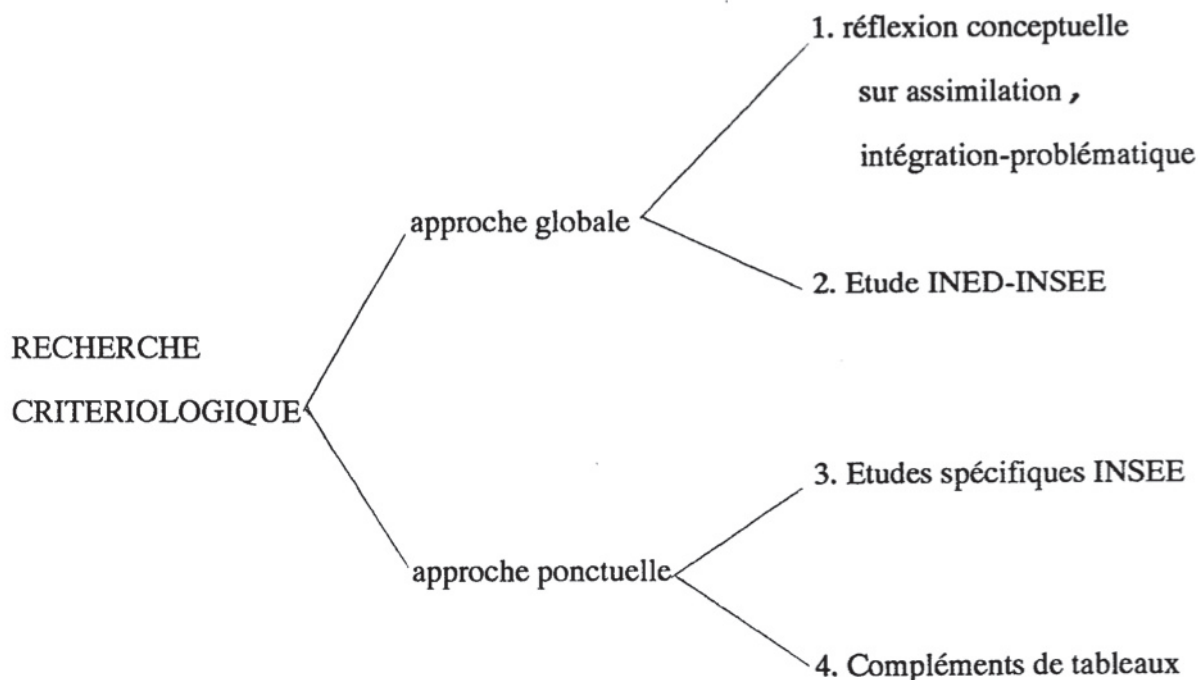 1. réflexion conceptuelle
sur assimilation ,
intégration-problématique
approche globale
2. Etude INED-INSEE
RECHERCHE
CRITERIOLOGIQUE
3. Etudes spécifiques INSEE
approche ponctuelle
4. Compléments de tableaux